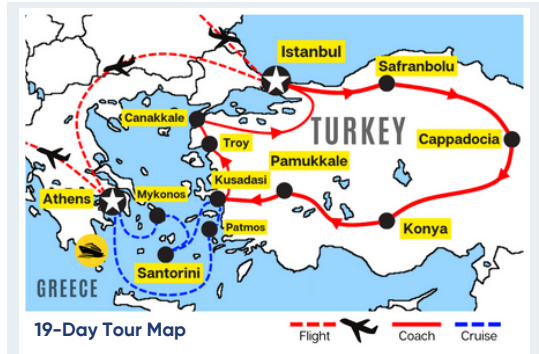 Istanbul
Safranbolu
Canakkale
TURKEY
Troy
Cappadocia
Pamukkale
Kusadasi
Mykonos
Athens
Patmos
Konya
Santorini
GREECE
19-Day Tour Map
Flight
Coach
Cruise